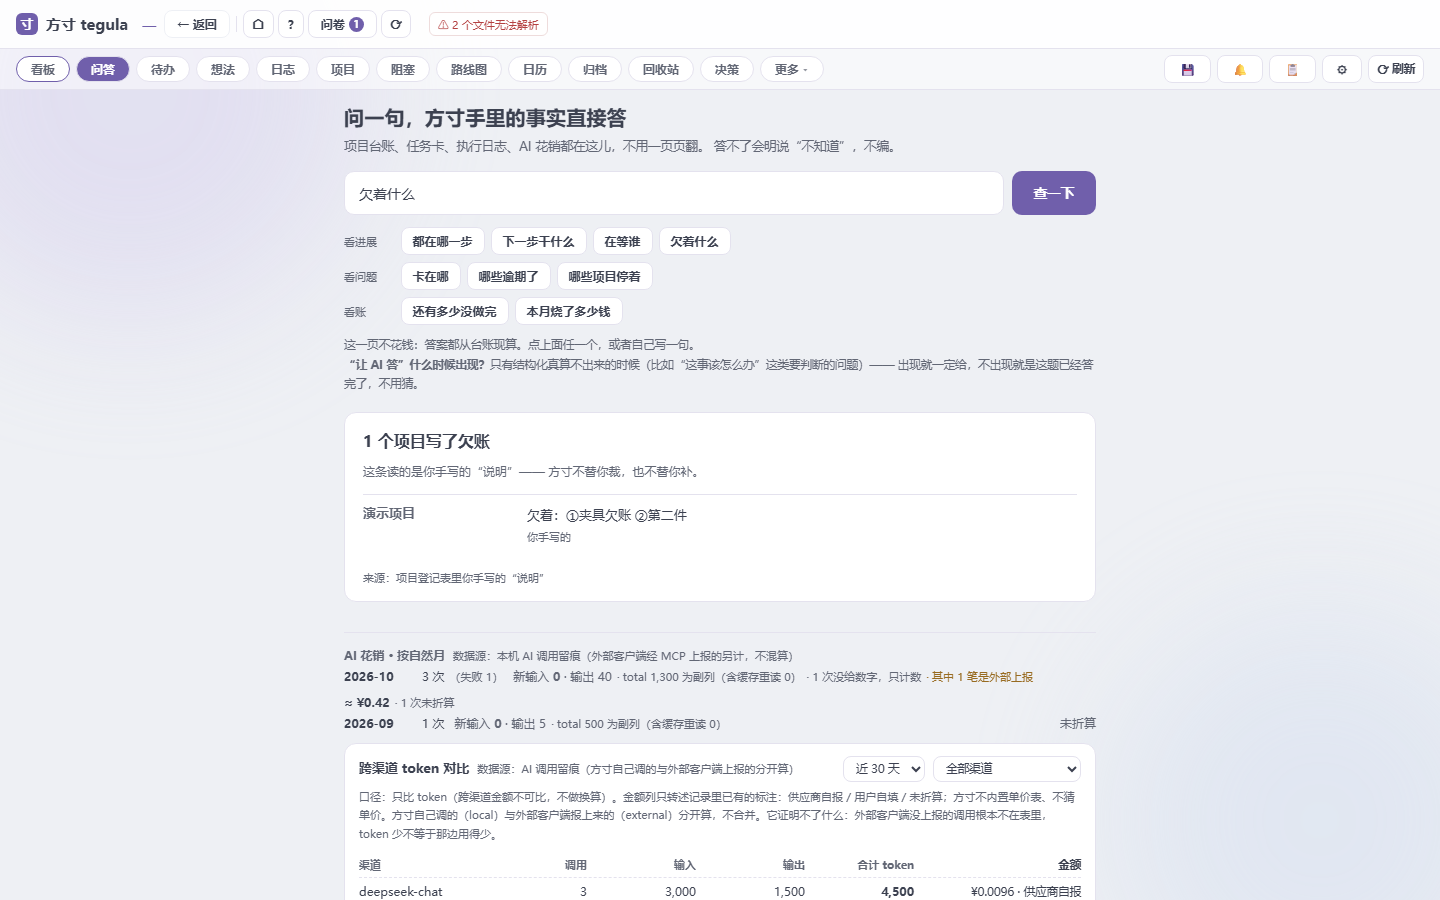 寸 方寸 tegula — ← 返回 ? 问卷 1 ⚠ 2 个文件无法解析
看板 问答 待办 想法 日志 项目 阻塞 路线图 日历 归档 回收站 决策 更多 刷新
问一句，方寸手里的事实直接答
项目台账、任务卡、执行日志、AI 花销都在这儿，不用一页页翻。 答不了会明说“不知道”，不编。
欠着什么 查一下
看进展 都在哪一步 下一步干什么 在等谁 欠着什么
看问题 卡在哪 哪些逾期了 哪些项目停着
看账 还有多少没做完 本月烧了多少钱
这一页不花钱：答案都从台账现算。点上面任一个，或者自己写一句。
“让 AI 答”什么时候出现？只有结构化真算不出来的时候（比如“这事该怎么办”这类要判断的问题）—— 出现就一定给，不出现就是这题已经答
完了，不用猜。
1 个项目写了欠账
这条读的是你手写的“说明”—— 方寸不替你裁，也不替你补。
演示项目 欠着：①夹具欠账 ②第二件
你手写的
来源：项目登记表里你手写的“说明”
AI 花销 • 按自然月 数据源：本机 AI 调用留痕（外部客户端经 MCP 上报的另计，不混算）
2026-10 3 次 （失败 1） 新输入 0 · 输出 40 · total 1,300 为副列（含缓存重读 0） · 1 次没给数字，只计数 · 其中 1 笔是外部上报
≈ ¥0.42 · 1 次未折算
2026-09 1 次 新输入 0 · 输出 5 · total 500 为副列（含缓存重读 0） 未折算
跨渠道 token 对比 数据源：AI 调用留痕（方寸自己调的与外部客户端上报的分开算） 近 30 天 全部渠道
口径：只比 token（跨渠道金额不可比，不做换算）。金额列只转述记录里已有的标注：供应商自报 / 用户自填 / 未折算；方寸不内置单价表、不猜
单价。方寸自己调的（local）与外部客户端报上来的（external）分开算，不合并。它证明不了什么：外部客户端没上报的调用根本不在表里，
token 少不等于那边用得少。
渠道 调用 输入 输出 合计 token 金额
deepseek-chat 3 3,000 1,500 4,500 ¥0.0096 · 供应商自报